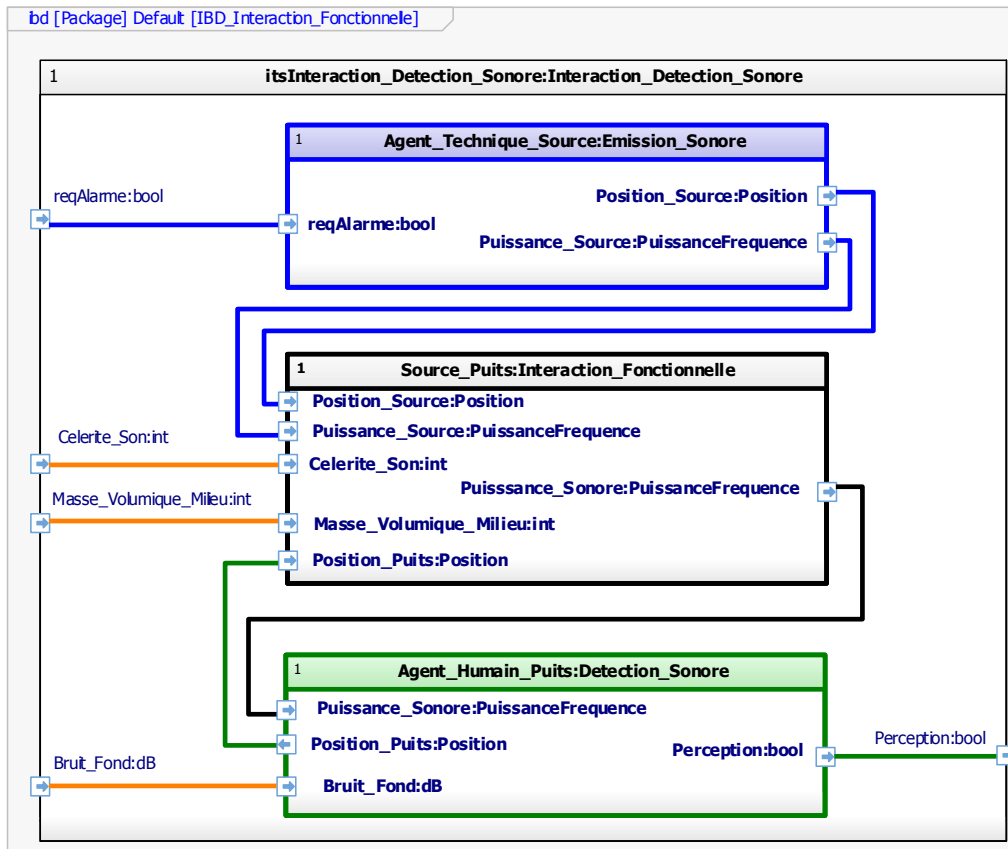 ibd [Package] Default [IBD_Interaction_Fonctionnelle]
1 itsInteraction_Detection_Sonore:Interaction_Detection_Sonore
1 Agent_Technique_Source:Emission_Sonore
reqAlarme:bool
Position_Source:Position
reqAlarme:bool
Puissance_Source:PuissanceFrequence
1 Source_Puits:Interaction_Fonctionnelle
Position_Source:Position
Puissance_Source:PuissanceFrequence
Celerite_Son:int
Celerite_Son:int
Puisssance_Sonore:PuissanceFrequence
Masse_Volumique_Milieu:int
Masse_Volumique_Milieu:int
Position_Puits:Position
1 Agent_Humain_Puits:Detection_Sonore
Puissance_Sonore:PuissanceFrequence
Position_Puits:Position
Perception:bool
Perception:bool
Bruit_Fond:dB
Bruit_Fond:dB